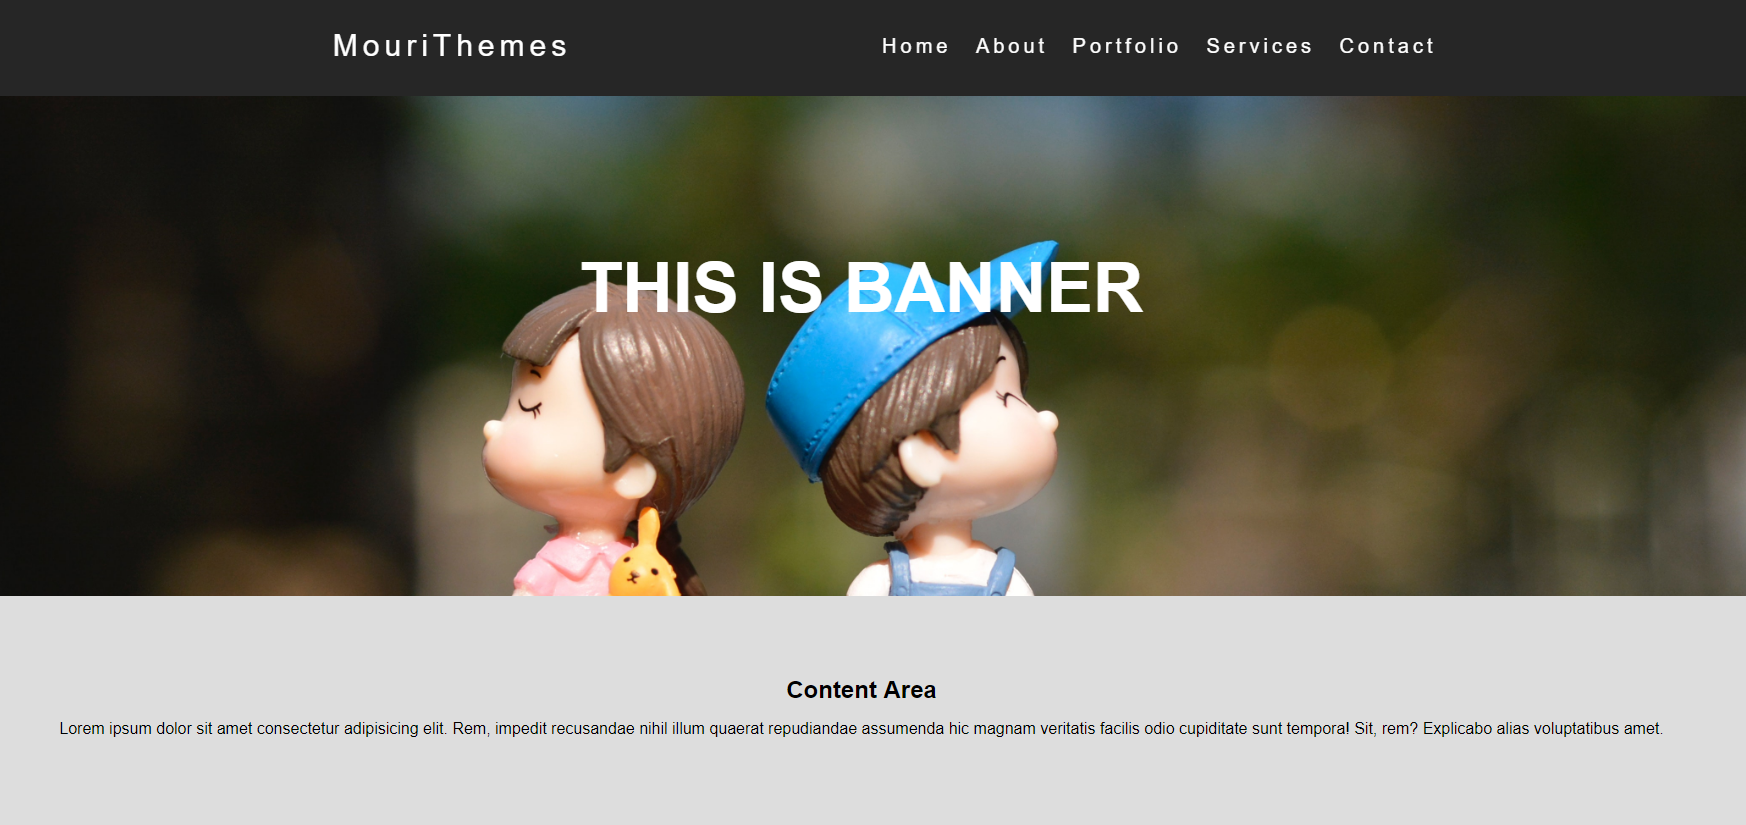 MouriThemes
Home About Portfolio Services Contact
THIS IS BANNER
Content Area
Lorem ipsum dolor sit amet consectetur adipisicing elit. Rem, impedit recusandae nihil illum quaerat repudiandae assumenda hic magnam veritatis facilis odio cupiditate sunt tempora! Sit, rem? Explicabo alias voluptatibus amet.